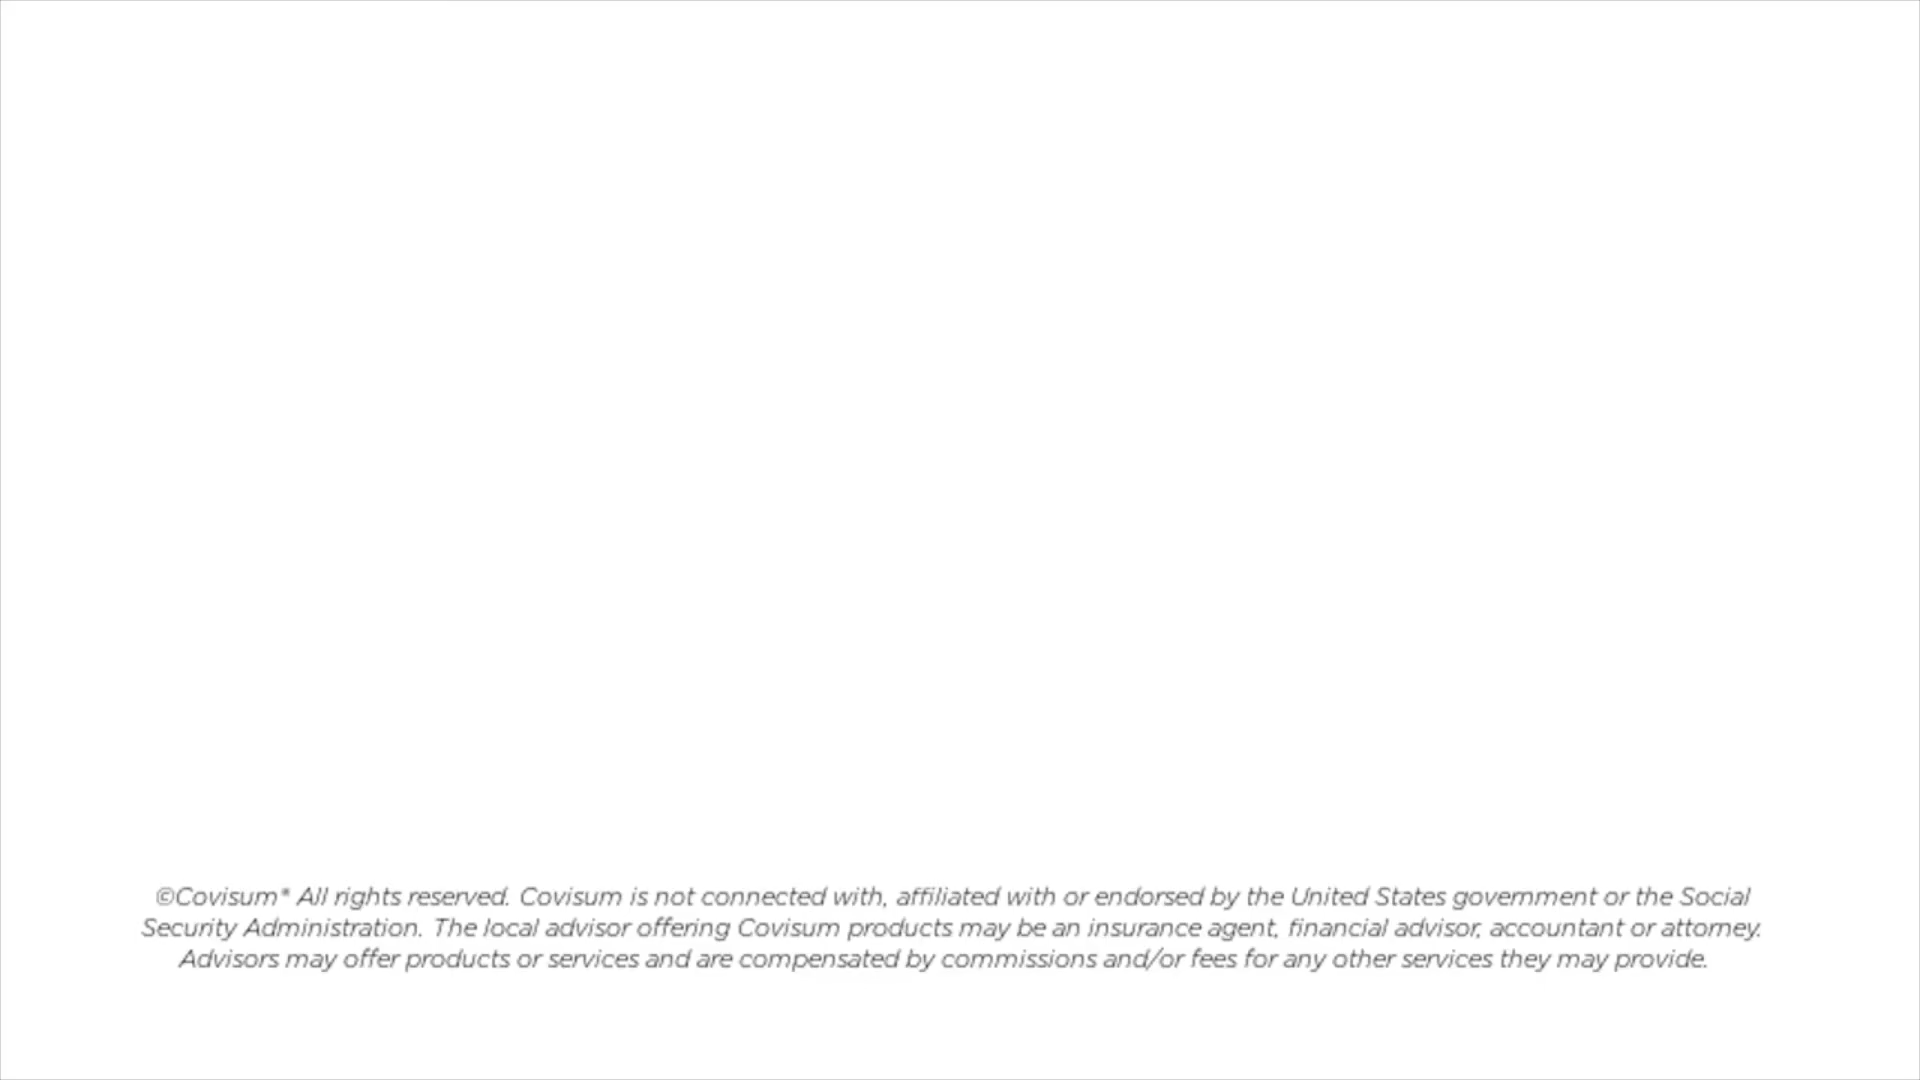 ©Covisum® All rights reserved. Covisum is not connected with, affiliated with or endorsed by the United States government or the Social
Security Administration. The local advisor offering Covisum products may be an insurance agent, financial advisor, accountant or attorney.
Advisors may offer products or services and are compensated by commissions and/or fees for any other services they may provide.